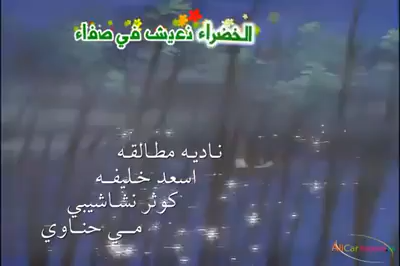 الخضراء نعيش في صفاء
ناديه مطالقه
اسعد خليفه
كوثر نشاشيبي
مي حناوي